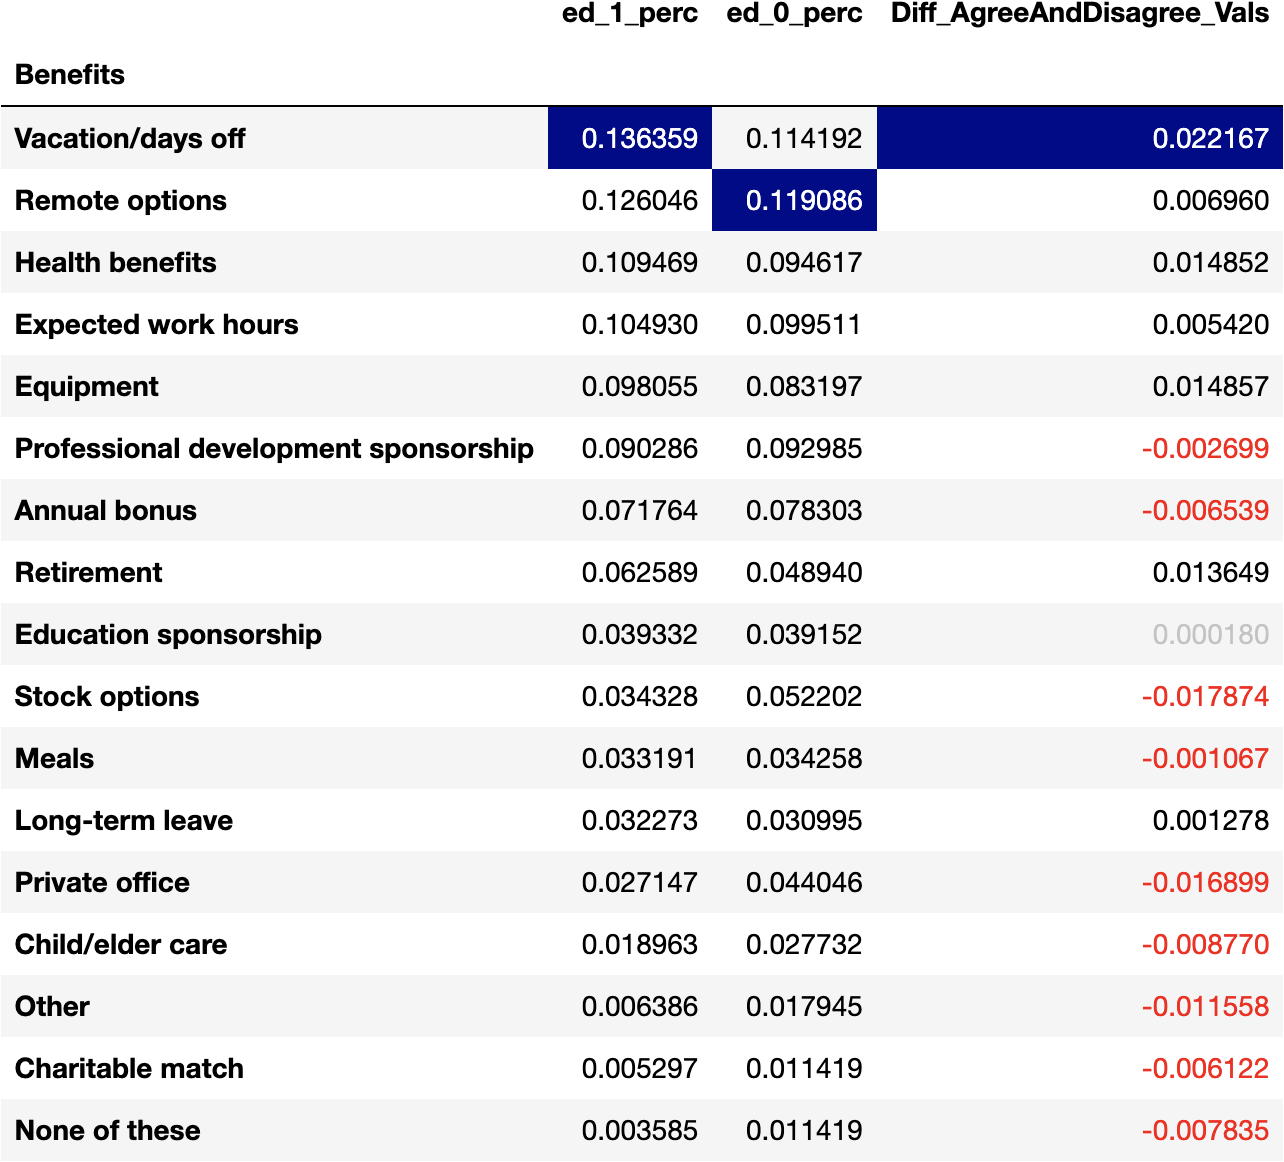 ed_1_perc ed_0_perc Diff_AgreeAndDisagree_Vals
Benefits
Vacation/days off 0.136359 0.114192 0.022167
Remote options 0.126046 0.119086 0.006960
Health benefits 0.109469 0.094617 0.014852
Expected work hours 0.104930 0.099511 0.005420
Equipment 0.098055 0.083197 0.014857
Professional development sponsorship 0.090286 0.092985 -0.002699
Annual bonus 0.071764 0.078303 -0.006539
Retirement 0.062589 0.048940 0.013649
Education sponsorship 0.039332 0.039152 0.000180
Stock options 0.034328 0.052202 -0.017874
Meals 0.033191 0.034258 -0.001067
Long-term leave 0.032273 0.030995 0.001278
Private office 0.027147 0.044046 -0.016899
Child/elder care 0.018963 0.027732 -0.008770
Other 0.006386 0.017945 -0.011558
Charitable match 0.005297 0.011419 -0.006122
None of these 0.003585 0.011419 -0.007835